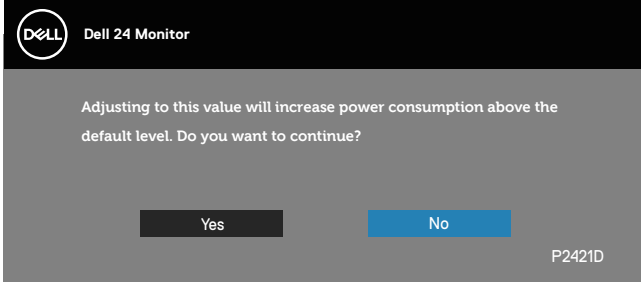 DELL
Dell 24 Monitor
Adjusting to this value will increase power consumption above the
default level. Do you want to continue?
Yes
No
P2421D